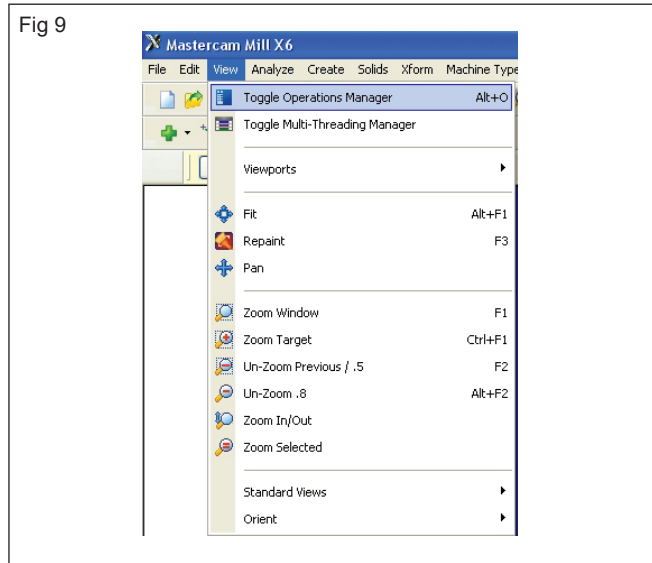 Fig 9
Mastercam Mill X6
File Edit View Analyze Create Solids Xform Machine Type
Toggle Operations Manager Alt+O
Toggle Multi-Threading Manager
Viewports
Fit Alt+F1
Repaint F3
Pan
Zoom Window F1
Zoom Target Ctrl+F1
Un-Zoom Previous / .5 F2
Un-Zoom .8 Alt+F2
Zoom In/Out
Zoom Selected
Standard Views
Orient